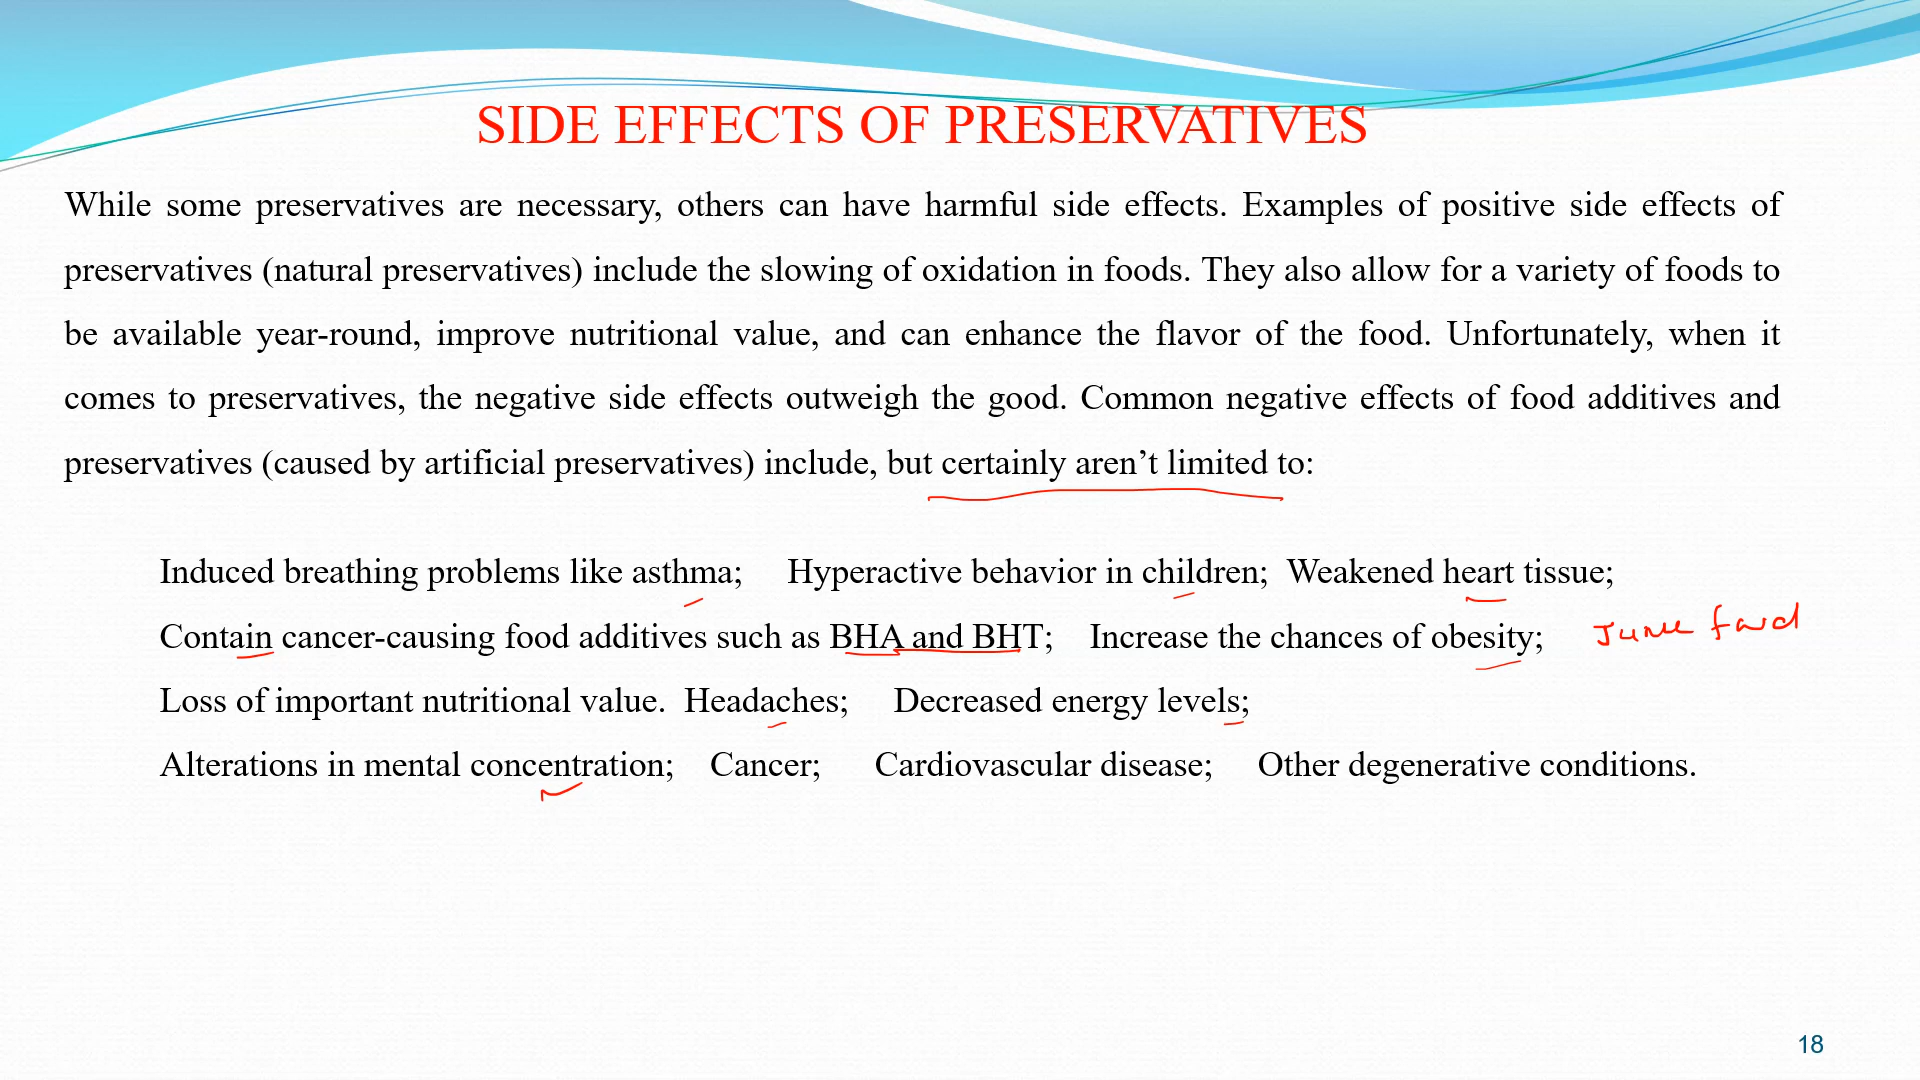 SIDE EFFECTS OF PRESERVATIVES
While some preservatives are necessary, others can have harmful side effects. Examples of positive side effects of
preservatives (natural preservatives) include the slowing of oxidation in foods. They also allow for a variety of foods to
be available year-round, improve nutritional value, and can enhance the flavor of the food. Unfortunately, when it
comes to preservatives, the negative side effects outweigh the good. Common negative effects of food additives and
preservatives (caused by artificial preservatives) include, but certainly aren’t limited to:
Induced breathing problems like asthma; Hyperactive behavior in children; Weakened heart tissue;
Contain cancer-causing food additives such as BHA and BHT; Increase the chances of obesity;
Loss of important nutritional value. Headaches; Decreased energy levels;
Alterations in mental concentration; Cancer; Cardiovascular disease; Other degenerative conditions.
18